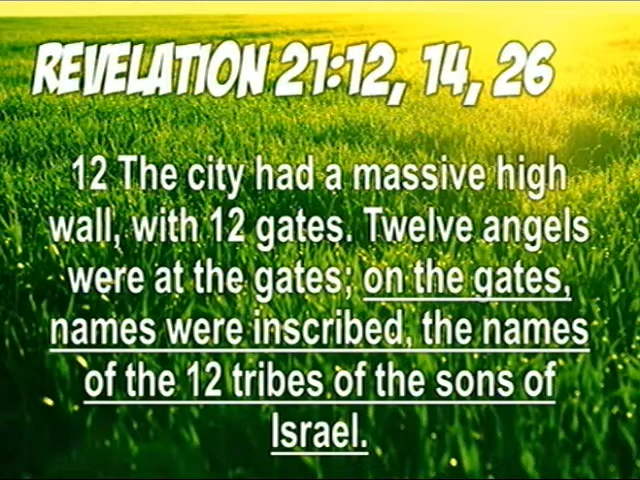 REVELATION 21:12, 14, 26
12 The city had a massive high
wall, with 12 gates. Twelve angels
were at the gates; on the gates,
names were inscribed, the names
of the 12 tribes of the sons of
Israel.